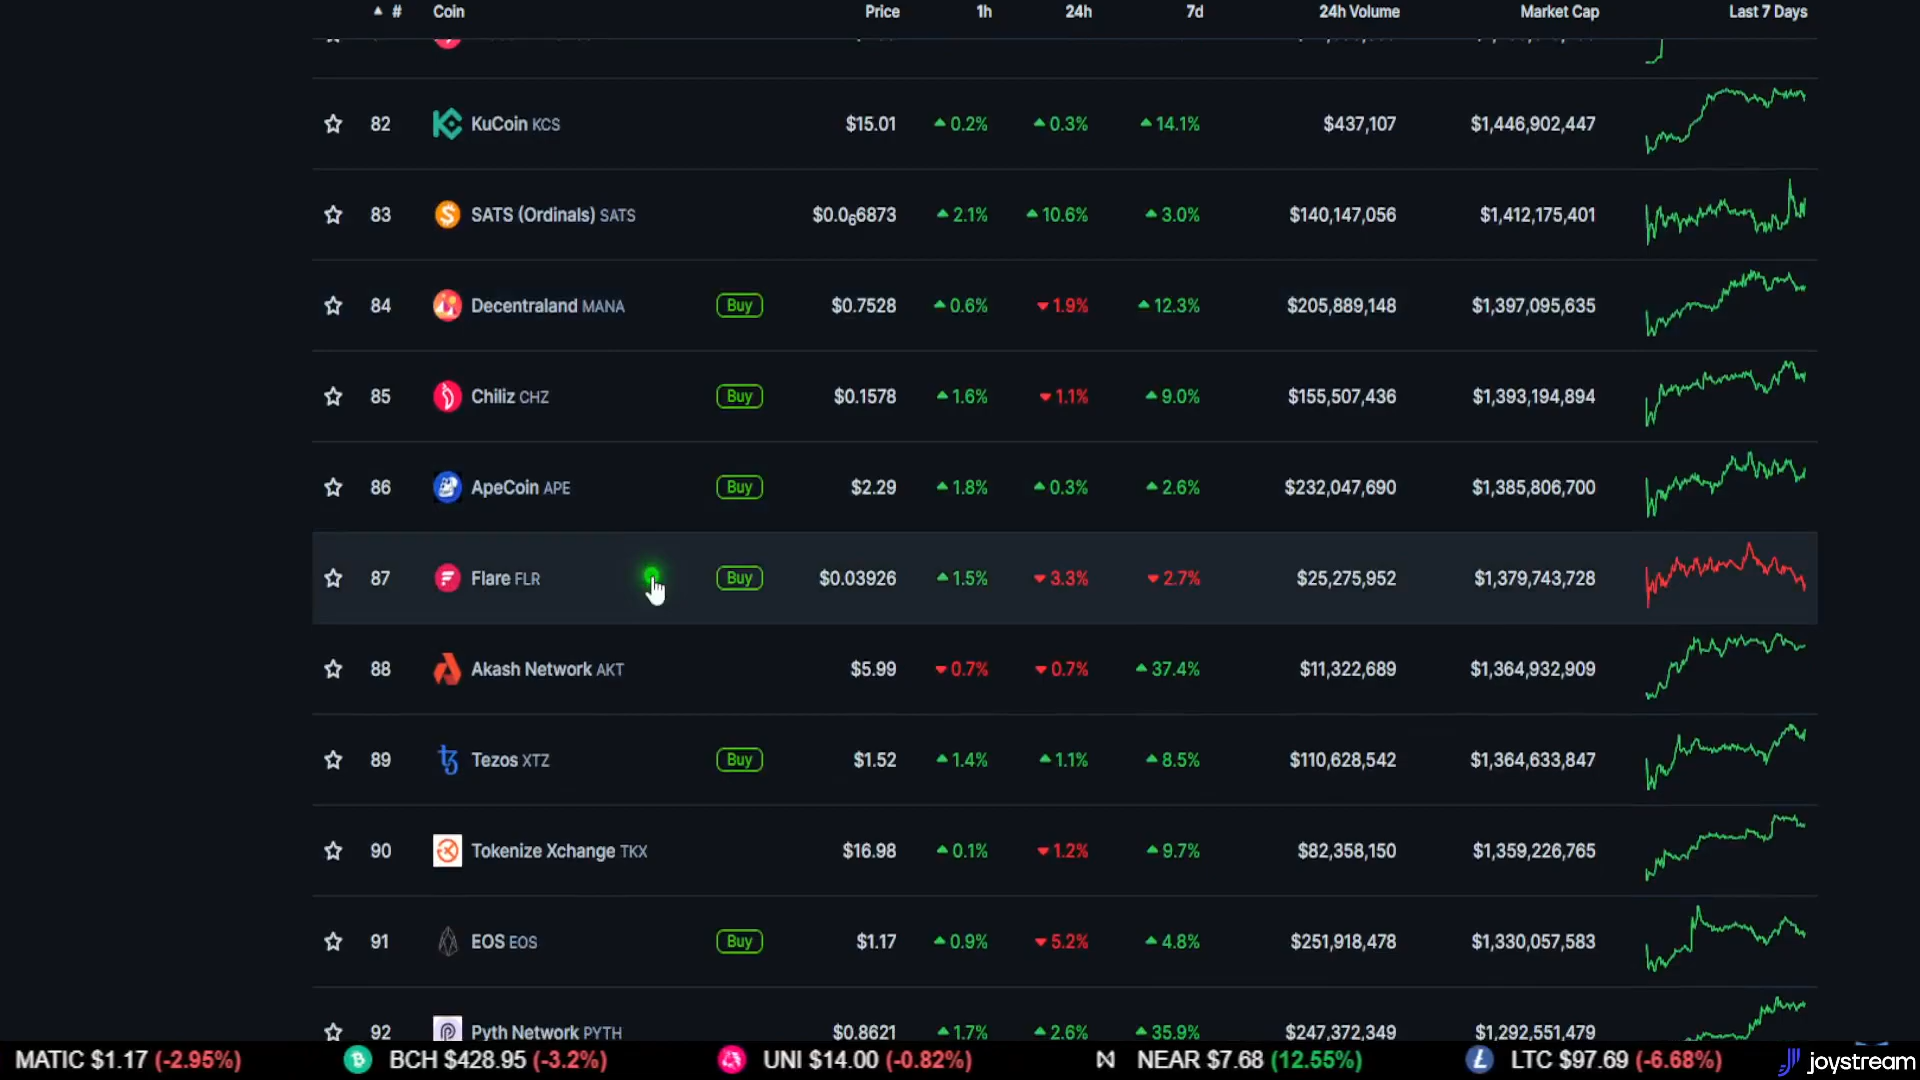 ▲ # Coin Price 1h 24h 7d 24h Volume Market Cap Last 7 Days
82 KuCoin KCS $15.01 ▲ 0.2% ▲ 0.3% ▲ 14.1% $437,107 $1,446,902,447
83 SATS (Ordinals) SATS $0.0₆6873 ▲ 2.1% ▲ 10.6% ▲ 3.0% $140,147,056 $1,412,175,401
84 Decentraland MANA Buy $0.7528 ▲ 0.6% ▼ 1.9% ▲ 12.3% $205,889,148 $1,397,095,635
85 Chiliz CHZ Buy $0.1578 ▲ 1.6% ▼ 1.1% ▲ 9.0% $155,507,436 $1,393,194,894
86 ApeCoin APE Buy $2.29 ▲ 1.8% ▲ 0.3% ▲ 2.6% $232,047,690 $1,385,806,700
87 Flare FLR Buy $0.03926 ▲ 1.5% ▼ 3.3% ▼ 2.7% $25,275,952 $1,379,743,728
88 Akash Network AKT $5.99 ▼ 0.7% ▼ 0.7% ▲ 37.4% $11,322,689 $1,364,932,909
89 Tezos XTZ Buy $1.52 ▲ 1.4% ▲ 1.1% ▲ 8.5% $110,628,542 $1,364,633,847
90 Tokenize Xchange TKX $16.98 ▲ 0.1% ▼ 1.2% ▲ 9.7% $82,358,150 $1,359,226,765
91 EOS EOS Buy $1.17 ▲ 0.9% ▼ 5.2% ▲ 4.8% $251,918,478 $1,330,057,583
92 Pyth Network PYTH $0.8621 ▲ 1.7% ▲ 2.6% ▲ 35.9% $247,372,349 $1,292,551,479
MATIC $1.17 (-2.95%) BCH $428.95 (-3.2%) UNI $14.00 (-0.82%) NEAR $7.68 (12.55%) LTC $97.69 (-6.68%) joystream